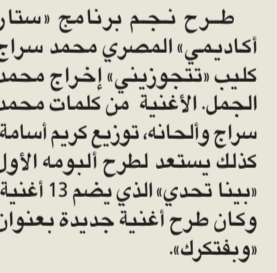 طرح نجم برنامج «ستار
أكاديمي» المصري محمد سراج
كليب «تتجوزيني» إخراج محمد
الجمل. الأغنية من كلمات محمد
سراج وألحانه، توزيع كريم أسامة
كذلك يستعد لطرح ألبومه الأول
«بينا تحدي» الذي يضم 13 أغنية
وكان طرح أغنية جديدة بعنوان
«وبفتكرك».